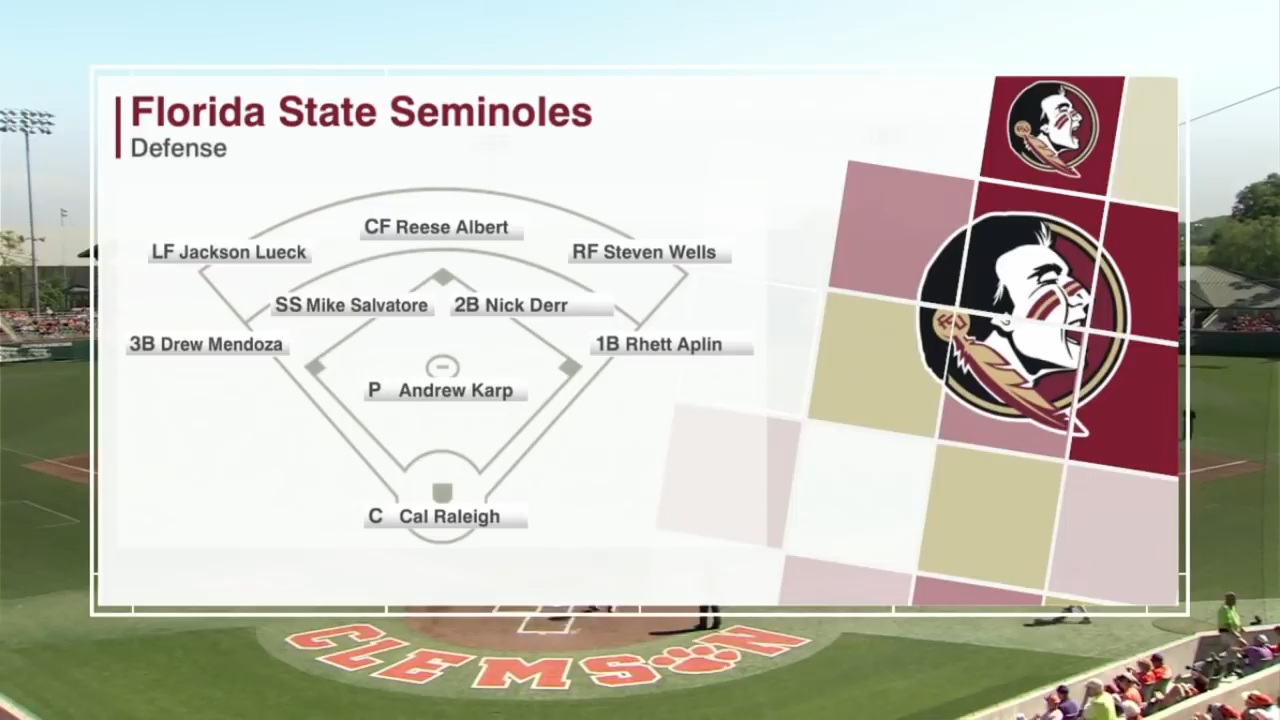 Florida State Seminoles
Defense
CF Reese Albert
LF Jackson Lueck
RF Steven Wells
SS Mike Salvatore
2B Nick Derr
3B Drew Mendoza
1B Rhett Aplin
P Andrew Karp
C Cal Raleigh
CLEMSON